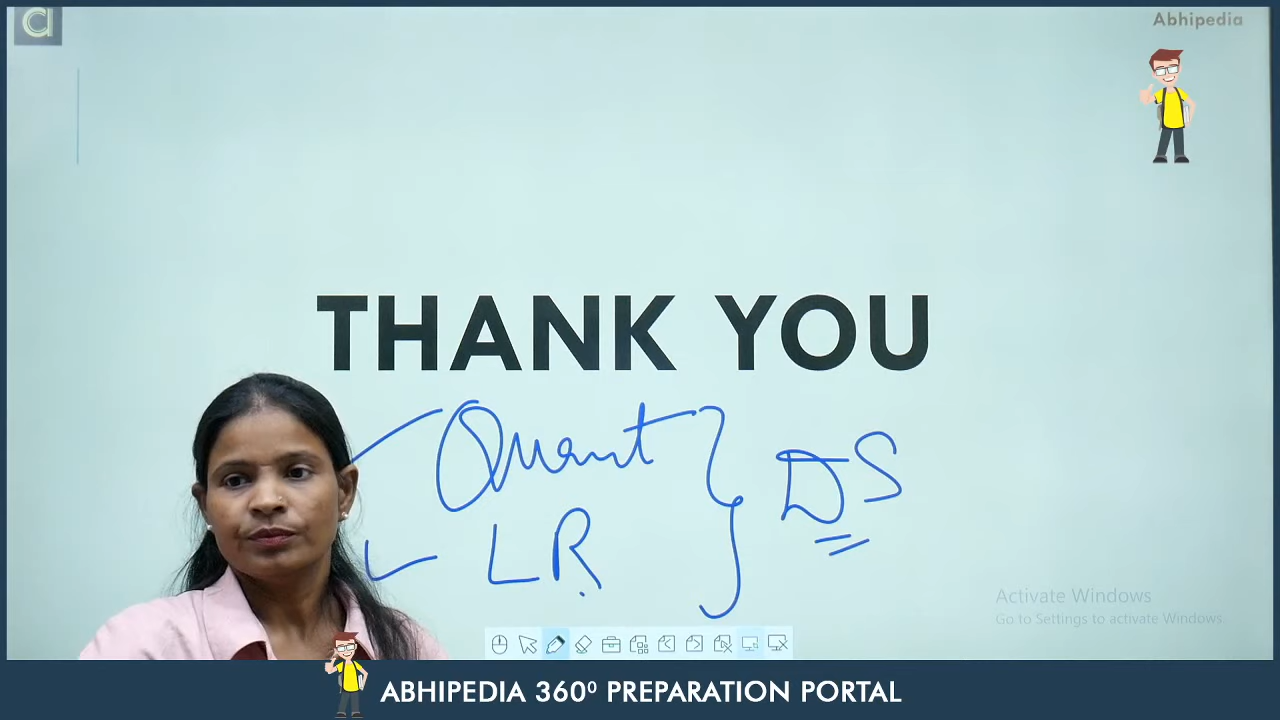 a
Abhipedia
THANK YOU
Quant
LR
DS
Activate Windows
Go to Settings to activate Windows.
ABHIPEDIA 360⁰ PREPARATION PORTAL